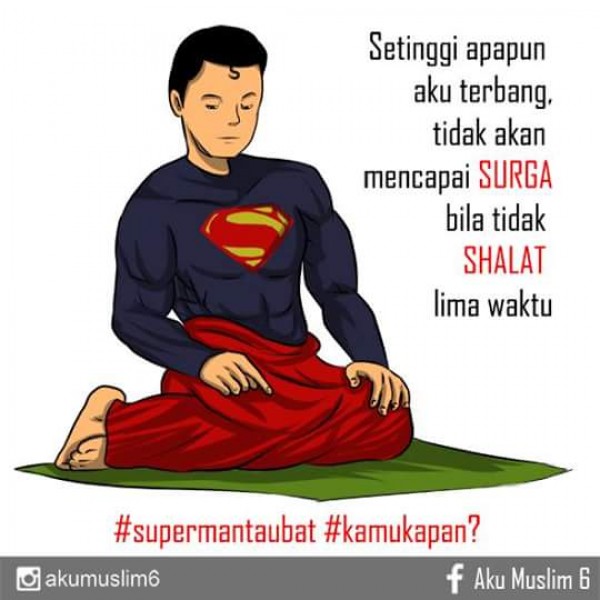 Setinggi apapun
aku terbang,
tidak akan
mencapai SURGA
bila tidak
SHALAT
lima waktu
#supermantaubat #kamukapan?
akumuslim6
f Aku Muslim 6